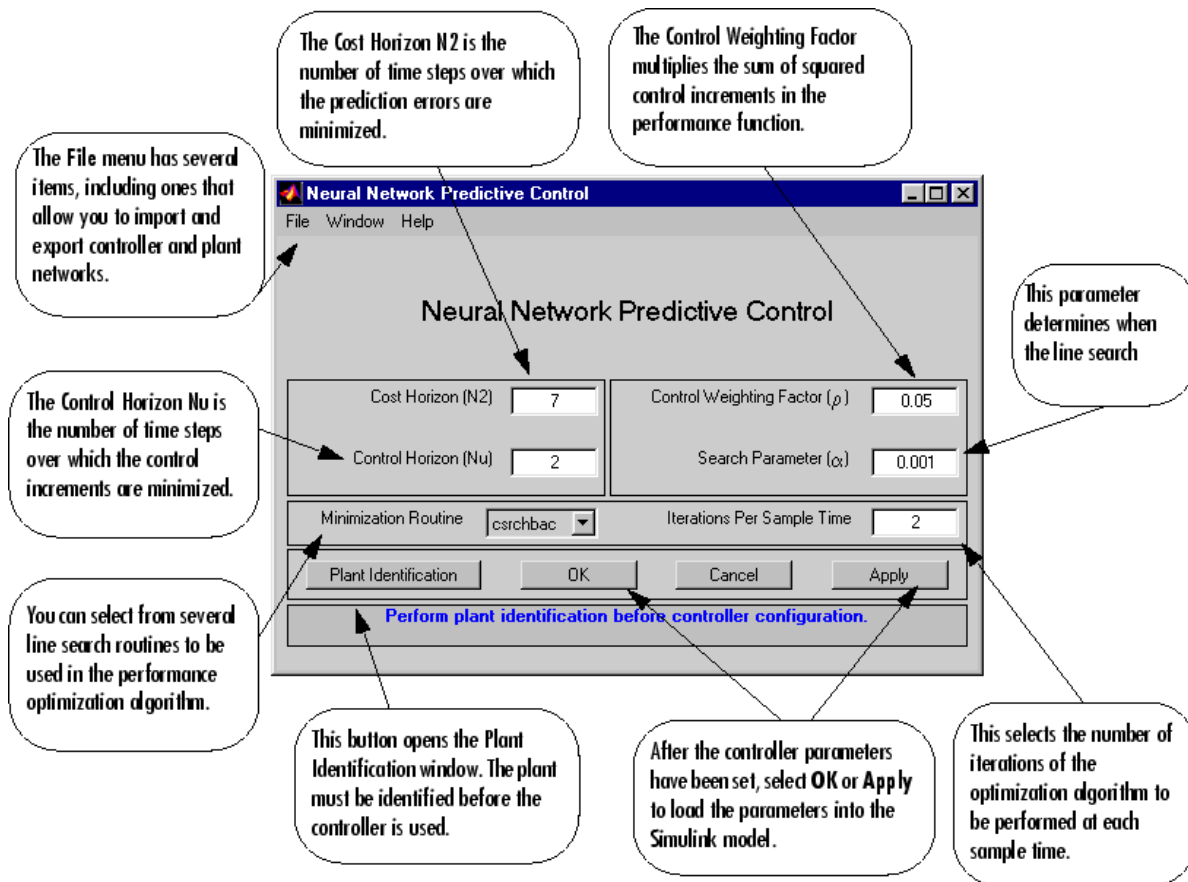 The Cost Horizon N2 is the
number of time steps over which
the prediction errors are
minimized.
The Control Weighting Factor
multiplies the sum of squared
control increments in the
performance function.
The File menu has several
items, including ones that
allow you to import and
export controller and plant
networks.
Neural Network Predictive Control
File Window Help
Neural Network Predictive Control
This parameter
determines when
the line search
The Control Horizon Nu is
the number of time steps
over which the control
increments are minimized.
Cost Horizon (N2) 7
Control Weighting Factor (ρ) 0.05
Control Horizon (Nu) 2
Search Parameter (α) 0.001
Minimization Routine csrchbac
Iterations Per Sample Time 2
Plant Identification OK Cancel Apply
Perform plant identification before controller configuration.
You can select from several
line search routines to be
used in the performance
optimization algorithm.
This button opens the Plant
Identification window. The plant
must be identified before the
controller is used.
After the controller parameters
have been set, select OK or Apply
to load the parameters into the
Simulink model.
This selects the number of
iterations of the
optimization algorithm to
be performed at each
sample time.